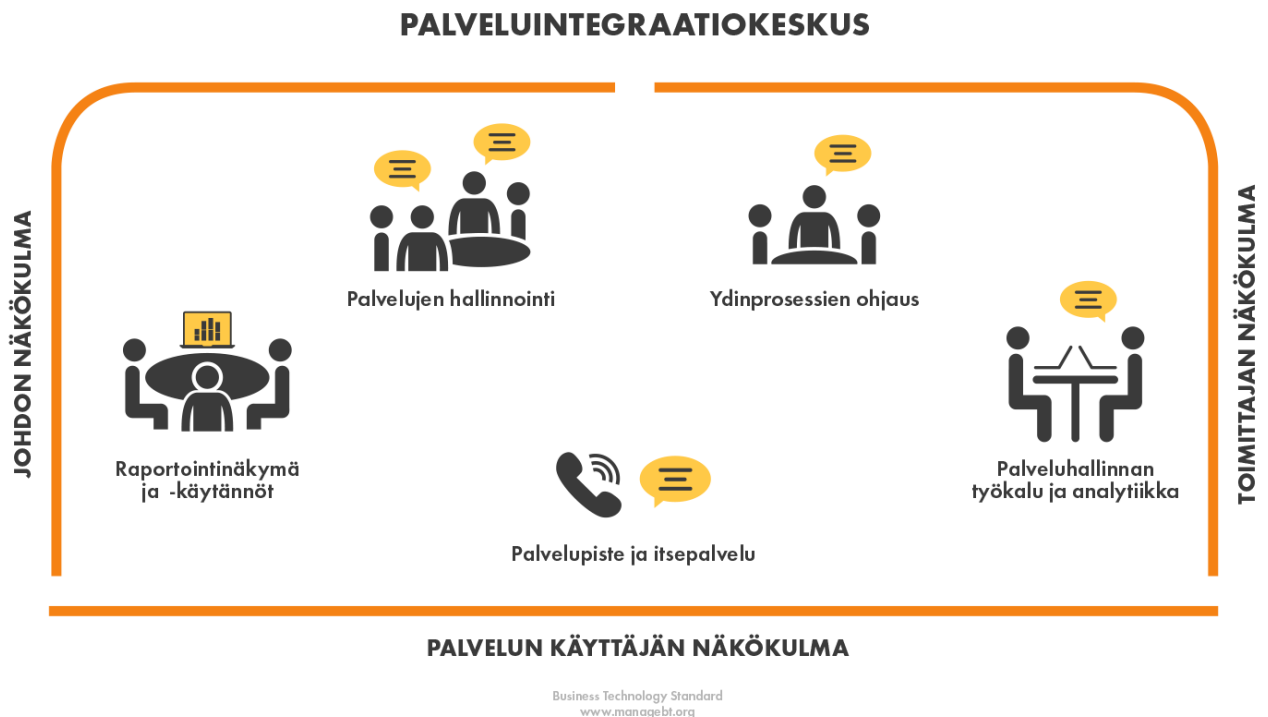 PALVELUINTEGRAATIOKESKUS
JOHDON NÄKÖKULMA
Palvelujen hallinnointi
Ydinprosessien ohjaus
TOIMITTAJAN NÄKÖKULMA
Raportointinäkymä
ja -käytännöt
Palveluhallinnan
työkalu ja analytiikka
Palvelupiste ja itsepalvelu
PALVELUN KÄYTTÄJÄN NÄKÖKULMA
Business Technology Standard
www.managebt.org